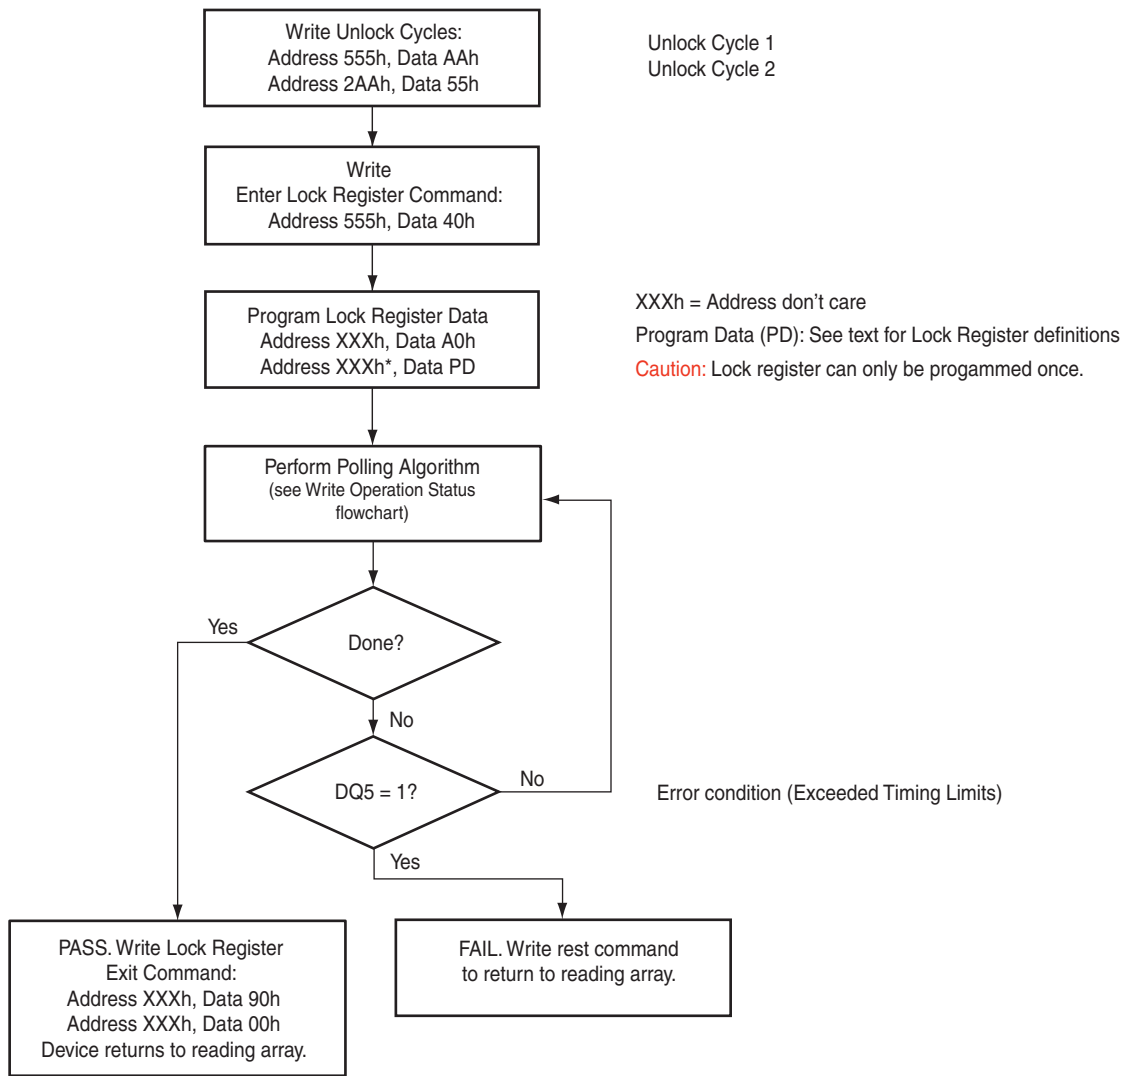 Write Unlock Cycles:
Address 555h, Data AAh
Address 2AAh, Data 55h
Unlock Cycle 1
Unlock Cycle 2
Write
Enter Lock Register Command:
Address 555h, Data 40h
Program Lock Register Data
Address XXXh, Data A0h
Address XXXh*, Data PD
XXXh = Address don't care
Program Data (PD): See text for Lock Register definitions
Caution: Lock register can only be progammed once.
Perform Polling Algorithm
(see Write Operation Status
flowchart)
Yes
Done?
No
DQ5 = 1?
No
Error condition (Exceeded Timing Limits)
Yes
PASS. Write Lock Register
Exit Command:
Address XXXh, Data 90h
Address XXXh, Data 00h
Device returns to reading array.
FAIL. Write rest command
to return to reading array.